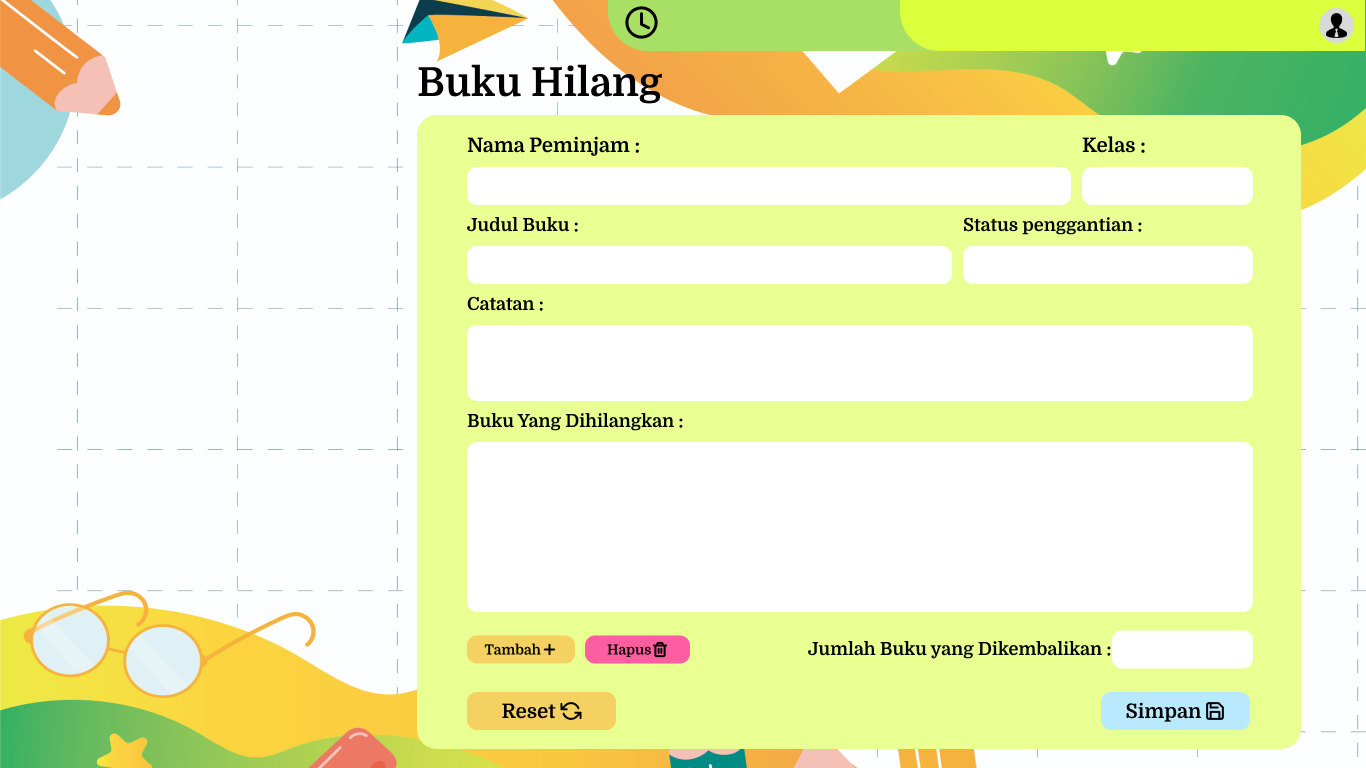 Buku Hilang
Nama Peminjam :
Kelas :
Judul Buku :
Status penggantian :
Catatan :
Buku Yang Dihilangkan :
Tambah
Hapus
Jumlah Buku yang Dikembalikan :
Reset
Simpan